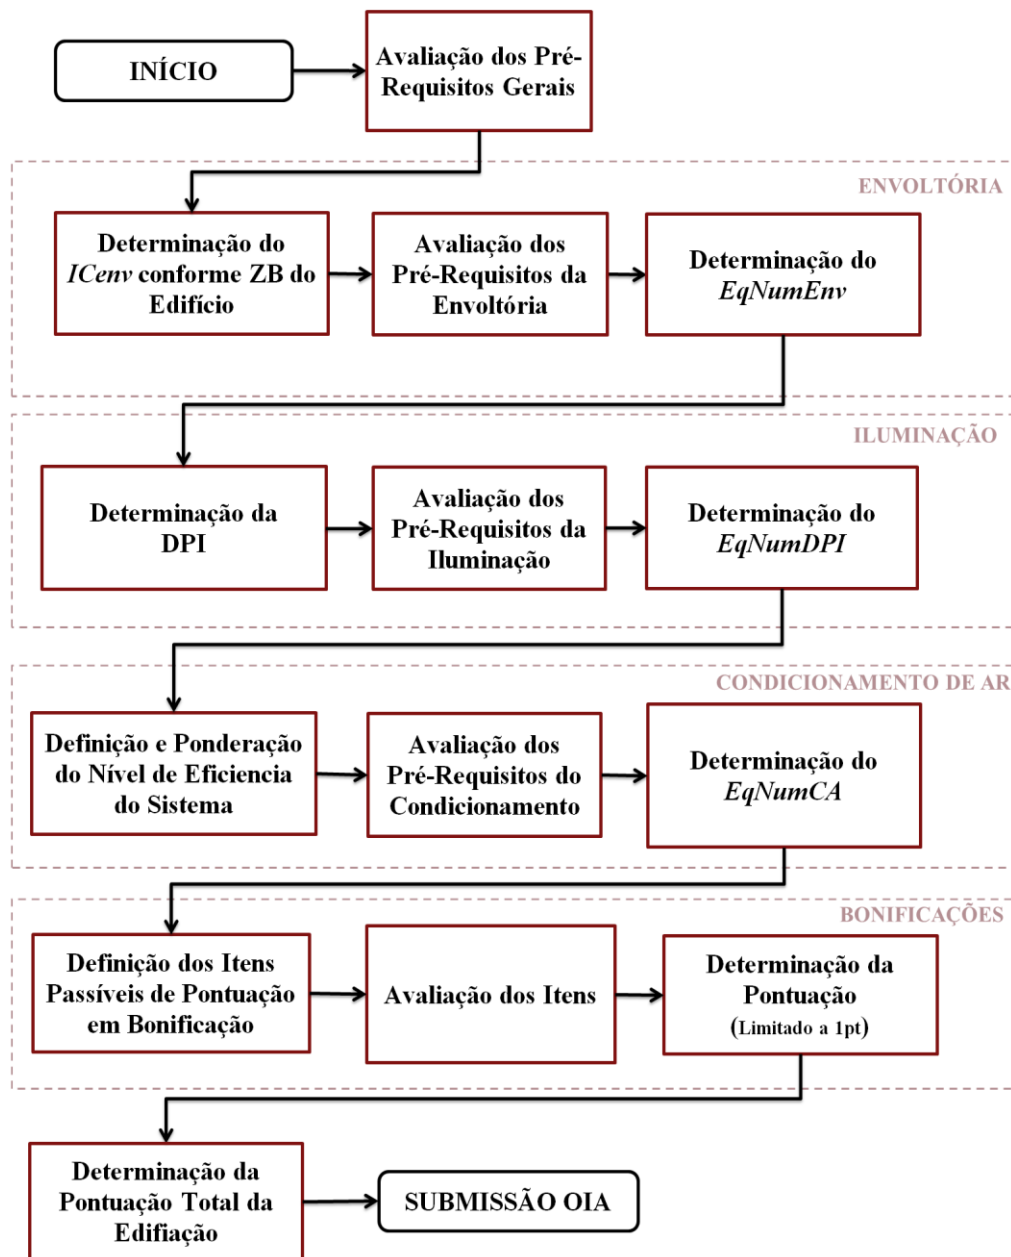 INÍCIO
Avaliação dos Pré-
Requisitos Gerais
ENVOLTÓRIA
Determinação do
ICenv conforme ZB do
Edifício
Avaliação dos
Pré-Requisitos da
Envoltória
Determinação do
EqNumEnv
ILUMINAÇÃO
Determinação da
DPI
Avaliação dos
Pré-Requisitos da
Iluminação
Determinação do
EqNumDPI
CONDICIONAMENTO DE AR
Definição e Ponderação
do Nível de Eficiencia
do Sistema
Avaliação dos
Pré-Requisitos do
Condicionamento
Determinação do
EqNumCA
BONIFICAÇÕES
Definição dos Itens
Passíveis de Pontuação
em Bonificação
Avaliação dos Itens
Determinação da
Pontuação
(Limitado a 1pt)
Determinação da
Pontuação Total da
Edifiação
SUBMISSÃO OIA